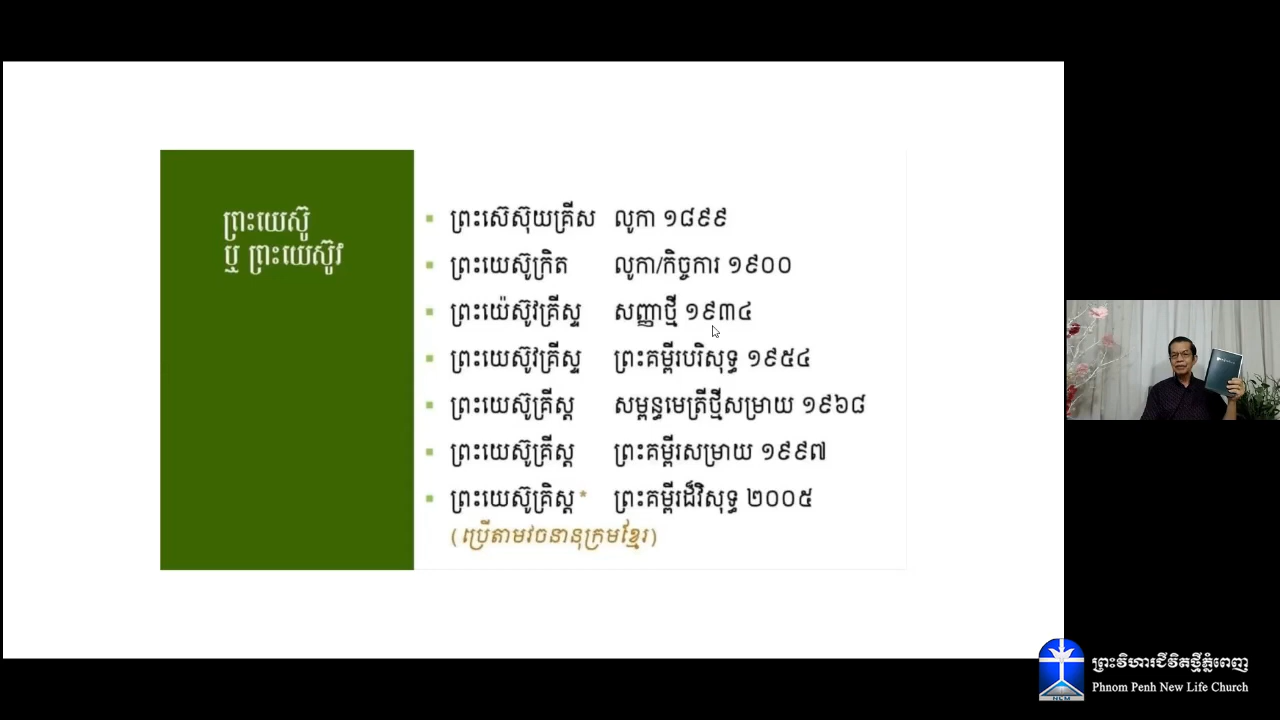 ព្រះយេស៊ូ
ឬ ព្រះយេស៊ូវ
ព្រះស៊េស៊ុយគ្រីស លូកា ១៨៩៩
ព្រះយេស៊ូក្រិត លូកា/កិច្ចការ ១៩០០
ព្រះយ៉េស៊ូវគ្រីស្ទ សញ្ញាថ្មី ១៩៣៤
ព្រះយេស៊ូវគ្រីស្ទ ព្រះគម្ពីរបរិសុទ្ធ ១៩៥៤
ព្រះយេស៊ូគ្រីស្ត សម្ពន្ធមេត្រីថ្មីសម្រាយ ១៩៦៨
ព្រះយេស៊ូគ្រីស្ត ព្រះគម្ពីរសម្រាយ ១៩៩៧
ព្រះយេស៊ូគ្រិស្ត * ព្រះគម្ពីរដ៏វិសុទ្ធ ២០០៥
(ប្រើតាមវចនានុក្រមខ្មែរ)
ព្រះវិហារជីវិតថ្មីភ្នំពេញ
Phnom Penh New Life Church
NCM